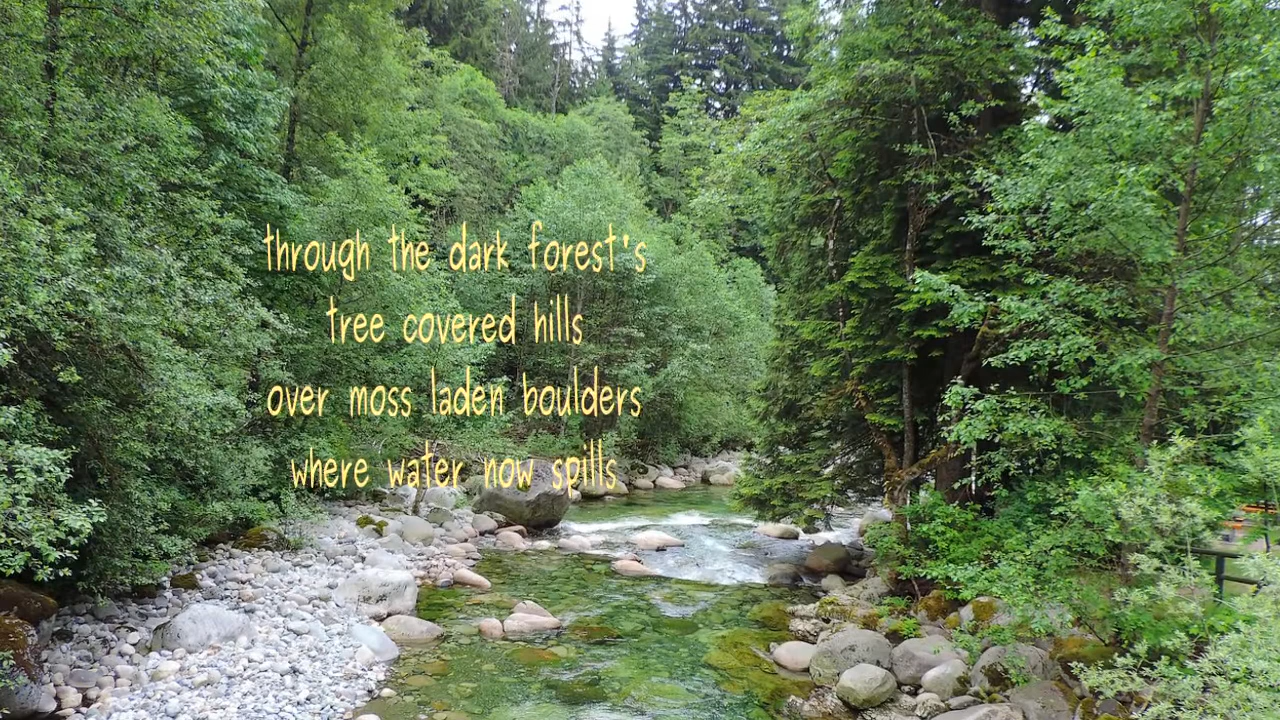 through the dark forest's
tree covered hills
over moss laden boulders
where water now spills